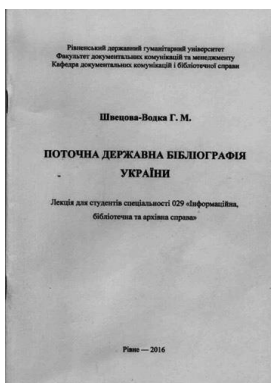 Рівненський державний гуманітарний університет
Факультет документальних комунікацій та менеджменту
Кафедра документальних комунікацій і бібліотечної справи
Швецова-Водка Г. М.
ПОТОЧНА ДЕРЖАВНА БІБЛІОГРАФІЯ
УКРАЇНИ
Лекція для студентів спеціальності 029 «Інформаційна,
бібліотечна та архівна справа»
Рівне — 2016